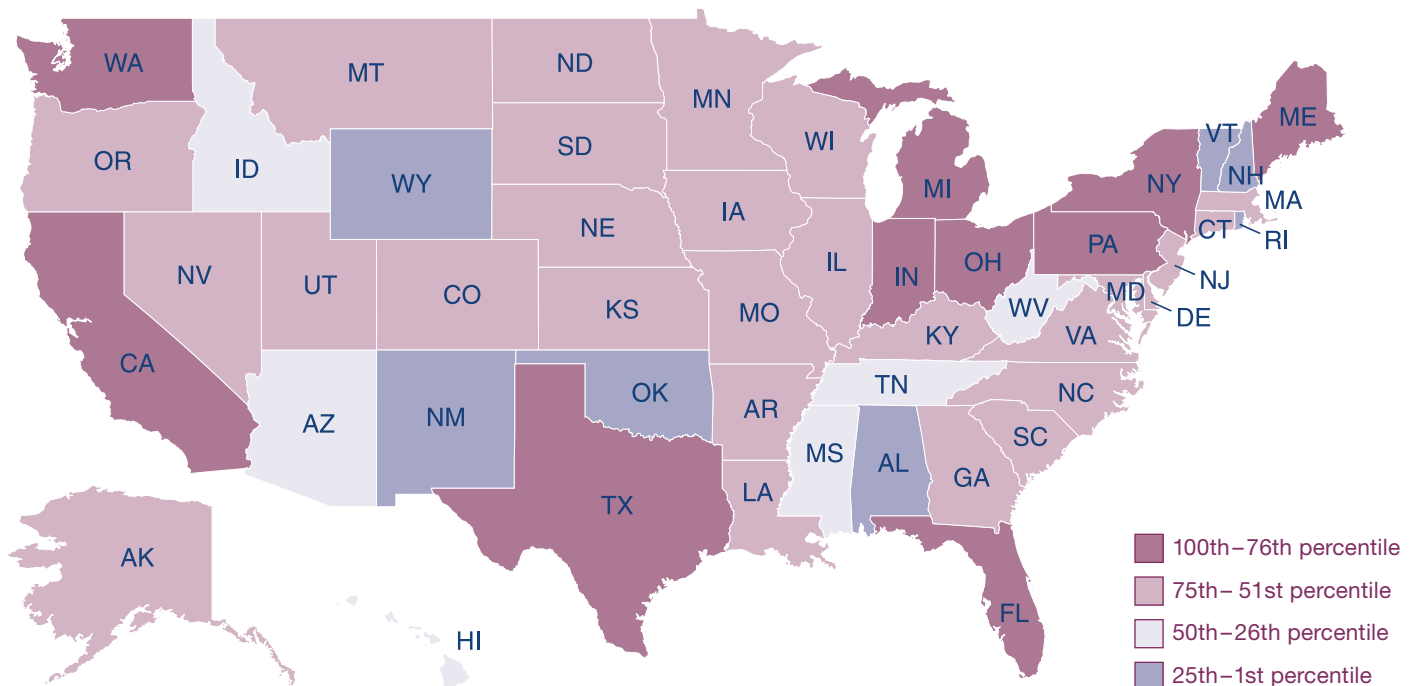 WA
MT
ND
MN
ME
VT
NH
OR
ID
SD
WI
WY
MI
NY
MA
IA
NE
CT
RI
PA
NV
UT
CO
IL
IN
OH
NJ
MD
DE
KS
MO
WV
KY
VA
CA
TN
NC
AZ
NM
OK
AR
SC
MS
AL
GA
LA
TX
AK
FL
HI
100th–76th percentile
75th–51st percentile
50th–26th percentile
25th–1st percentile